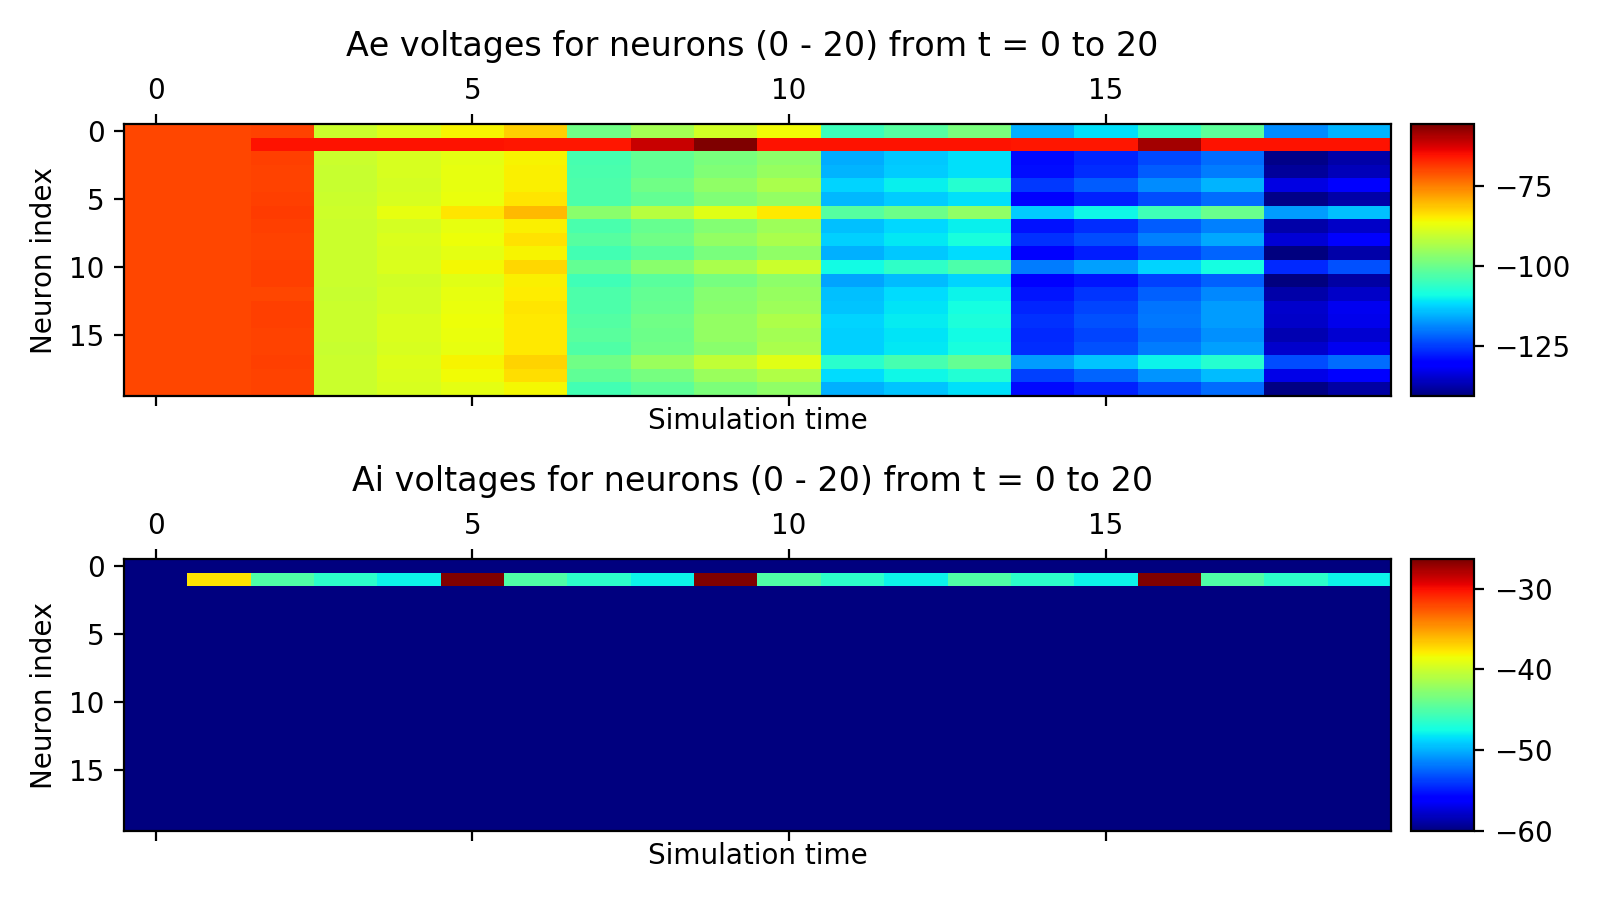 Ae voltages for neurons (0 - 20) from t = 0 to 20
0 5 10 15
0
5
10
15
Neuron index
Simulation time
−75
−100
−125
Ai voltages for neurons (0 - 20) from t = 0 to 20
0 5 10 15
0
5
10
15
Neuron index
Simulation time
−30
−40
−50
−60